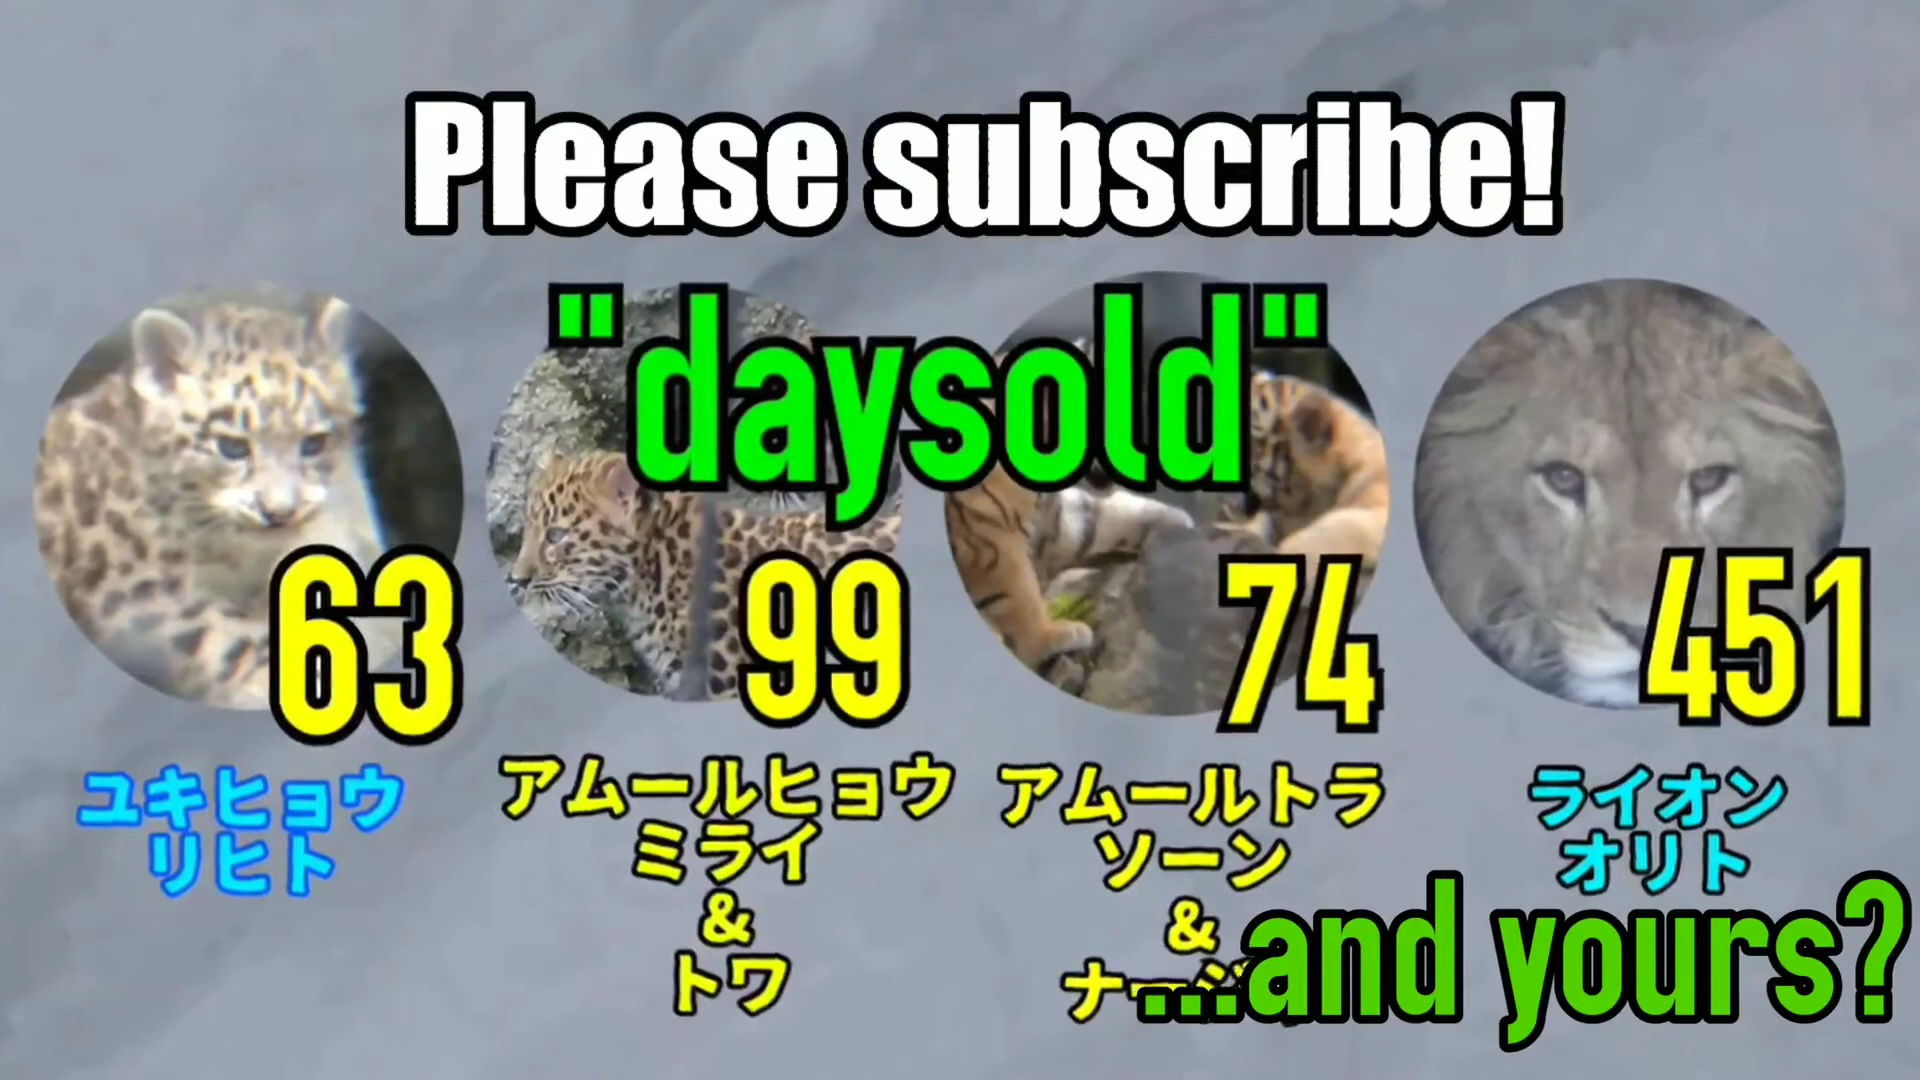 Please subscribe!
"daysold"
63
99
74
451
ユキヒョウ
リヒト
アムールヒョウ
ミライ
&
トワ
アムールトラ
ソーン
&
ライオン
オリト
...and yours?